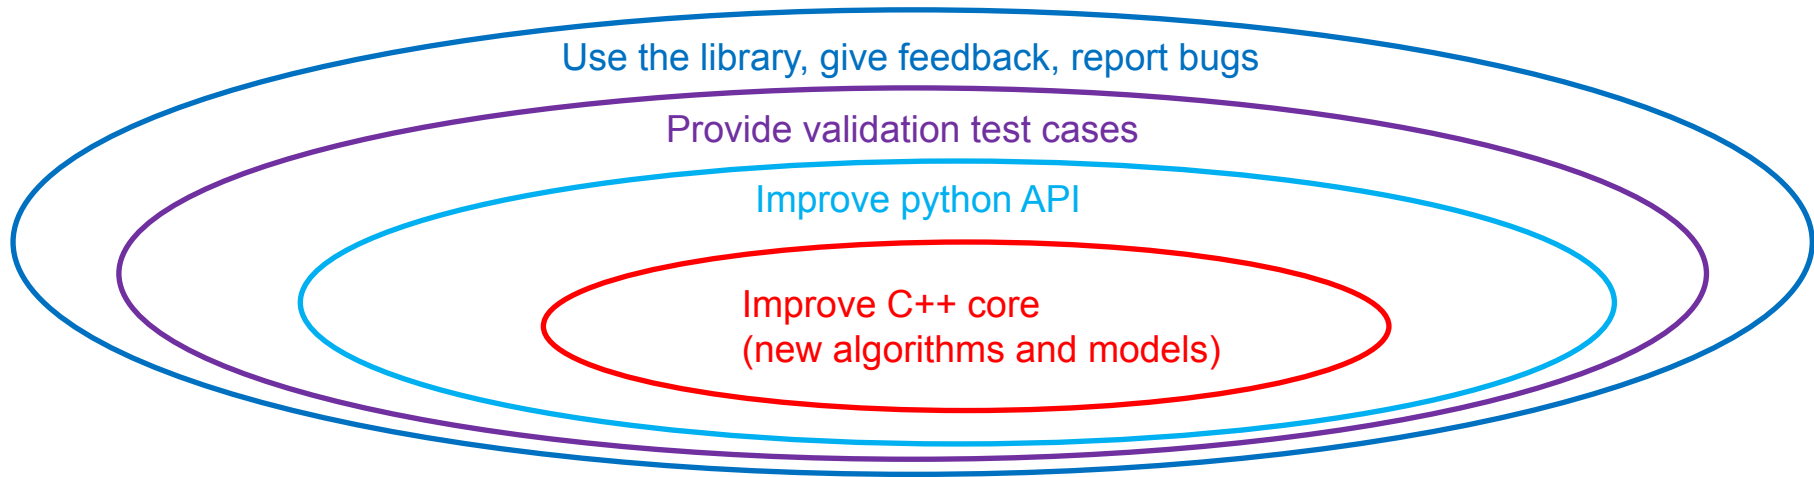 Use the library, give feedback, report bugs
Provide validation test cases
Improve python API
Improve C++ core
(new algorithms and models)